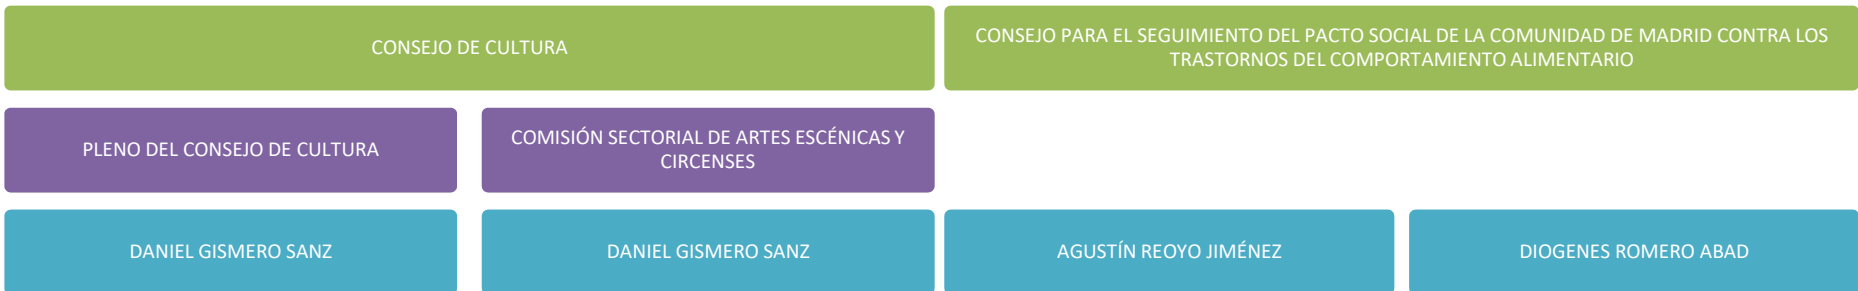 CONSEJO DE CULTURA
CONSEJO PARA EL SEGUIMIENTO DEL PACTO SOCIAL DE LA COMUNIDAD DE MADRID CONTRA LOS
TRASTORNOS DEL COMPORTAMIENTO ALIMENTARIO
PLENO DEL CONSEJO DE CULTURA
COMISIÓN SECTORIAL DE ARTES ESCÉNICAS Y
CIRCENSES
DANIEL GISMERO SANZ
DANIEL GISMERO SANZ
AGUSTÍN REOYO JIMÉNEZ
DIOGENES ROMERO ABAD